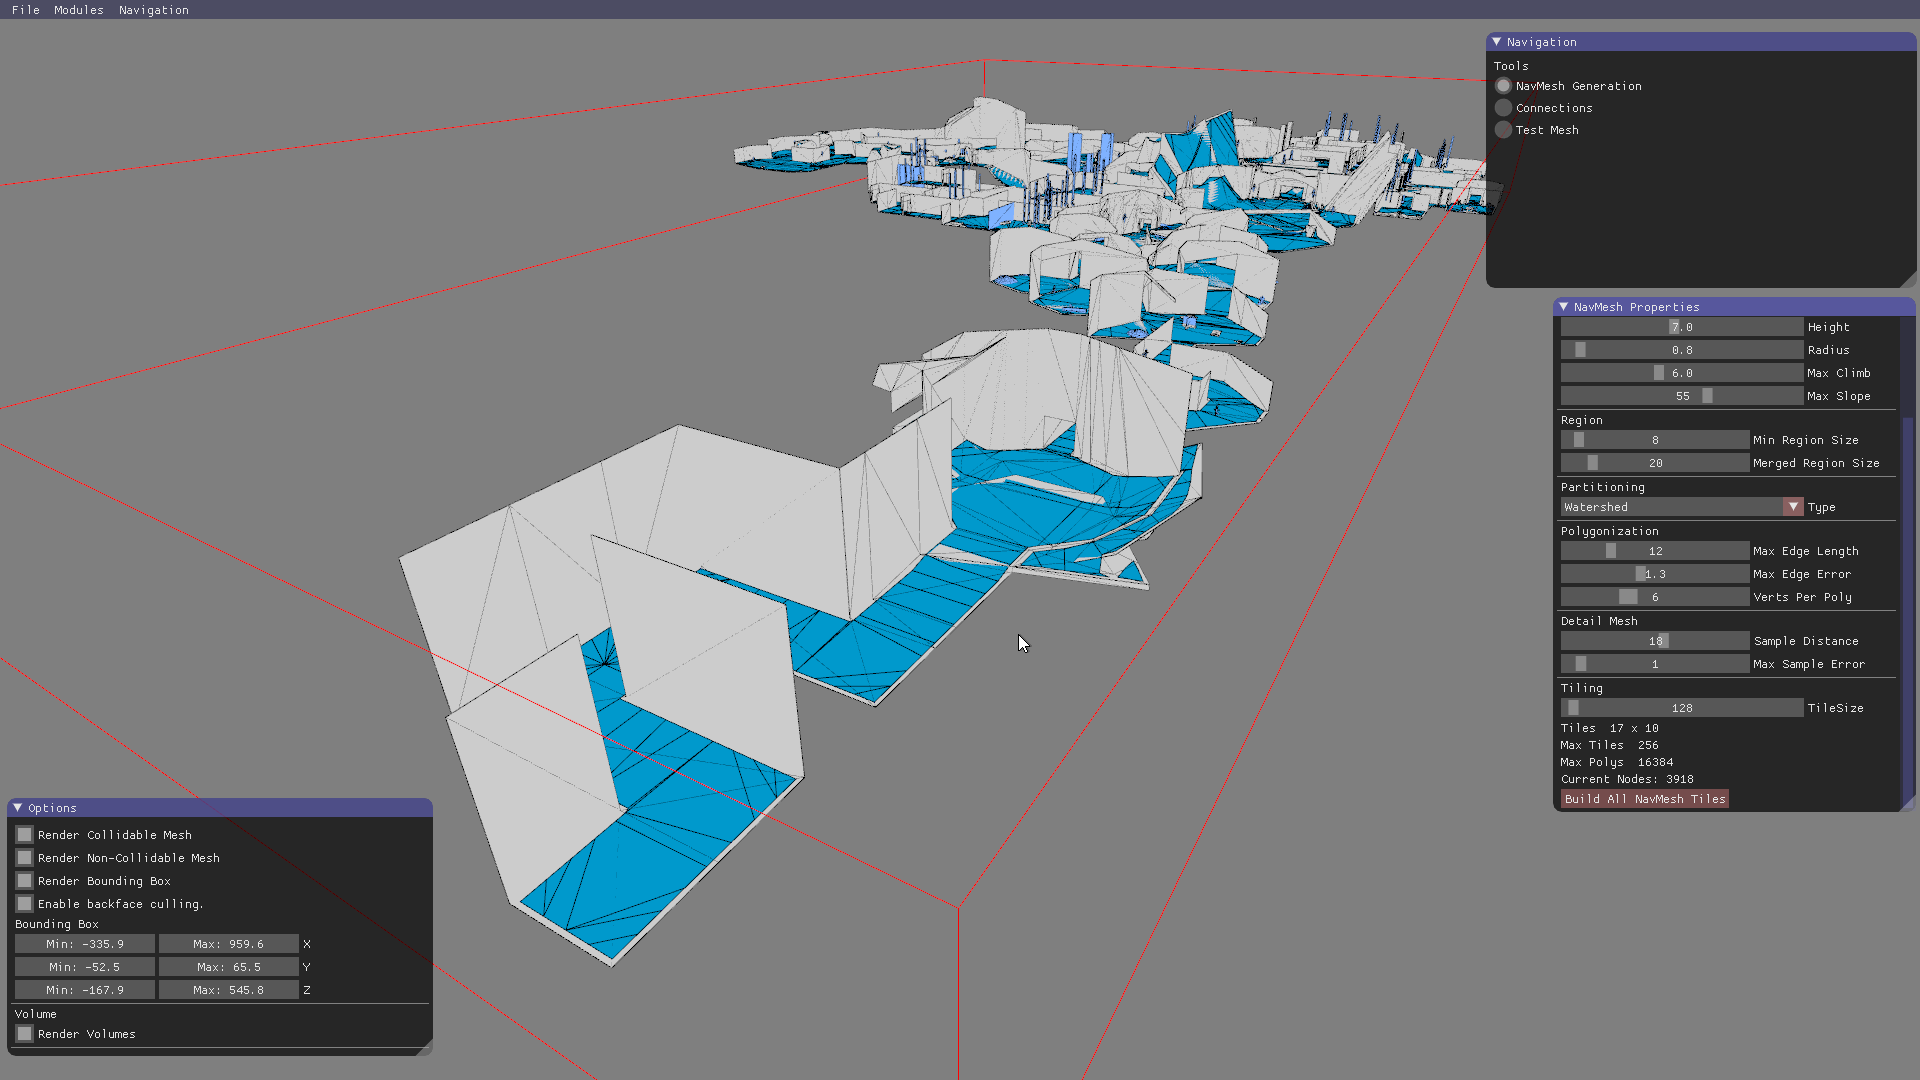 File Modules Navigation
Navigation
Tools
NavMesh Generation
Connections
Test Mesh
NavMesh Properties
7.0 Height
0.8 Radius
6.0 Max Climb
55 Max Slope
Region
8 Min Region Size
20 Merged Region Size
Partitioning
Watershed Type
Polygonization
12 Max Edge Length
1.3 Max Edge Error
6 Verts Per Poly
Detail Mesh
18 Sample Distance
1 Max Sample Error
Tiling
128 TileSize
Tiles 17 x 10
Max Tiles 256
Max Polys 16384
Current Nodes: 3918
Build All NavMesh Tiles
Options
Render Collidable Mesh
Render Non-Collidable Mesh
Render Bounding Box
Enable backface culling.
Bounding Box
Min: -335.9 Max: 959.6 X
Min: -52.5 Max: 65.5 Y
Min: -167.9 Max: 545.8 Z
Volume
Render Volumes